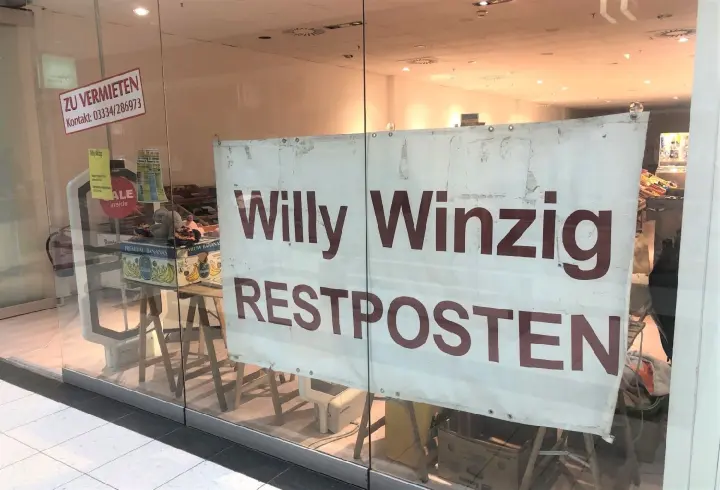 ZU VERMIETEN
Kontakt: 03334/286973
SALE
Willy Winzig
RESTPOSTEN